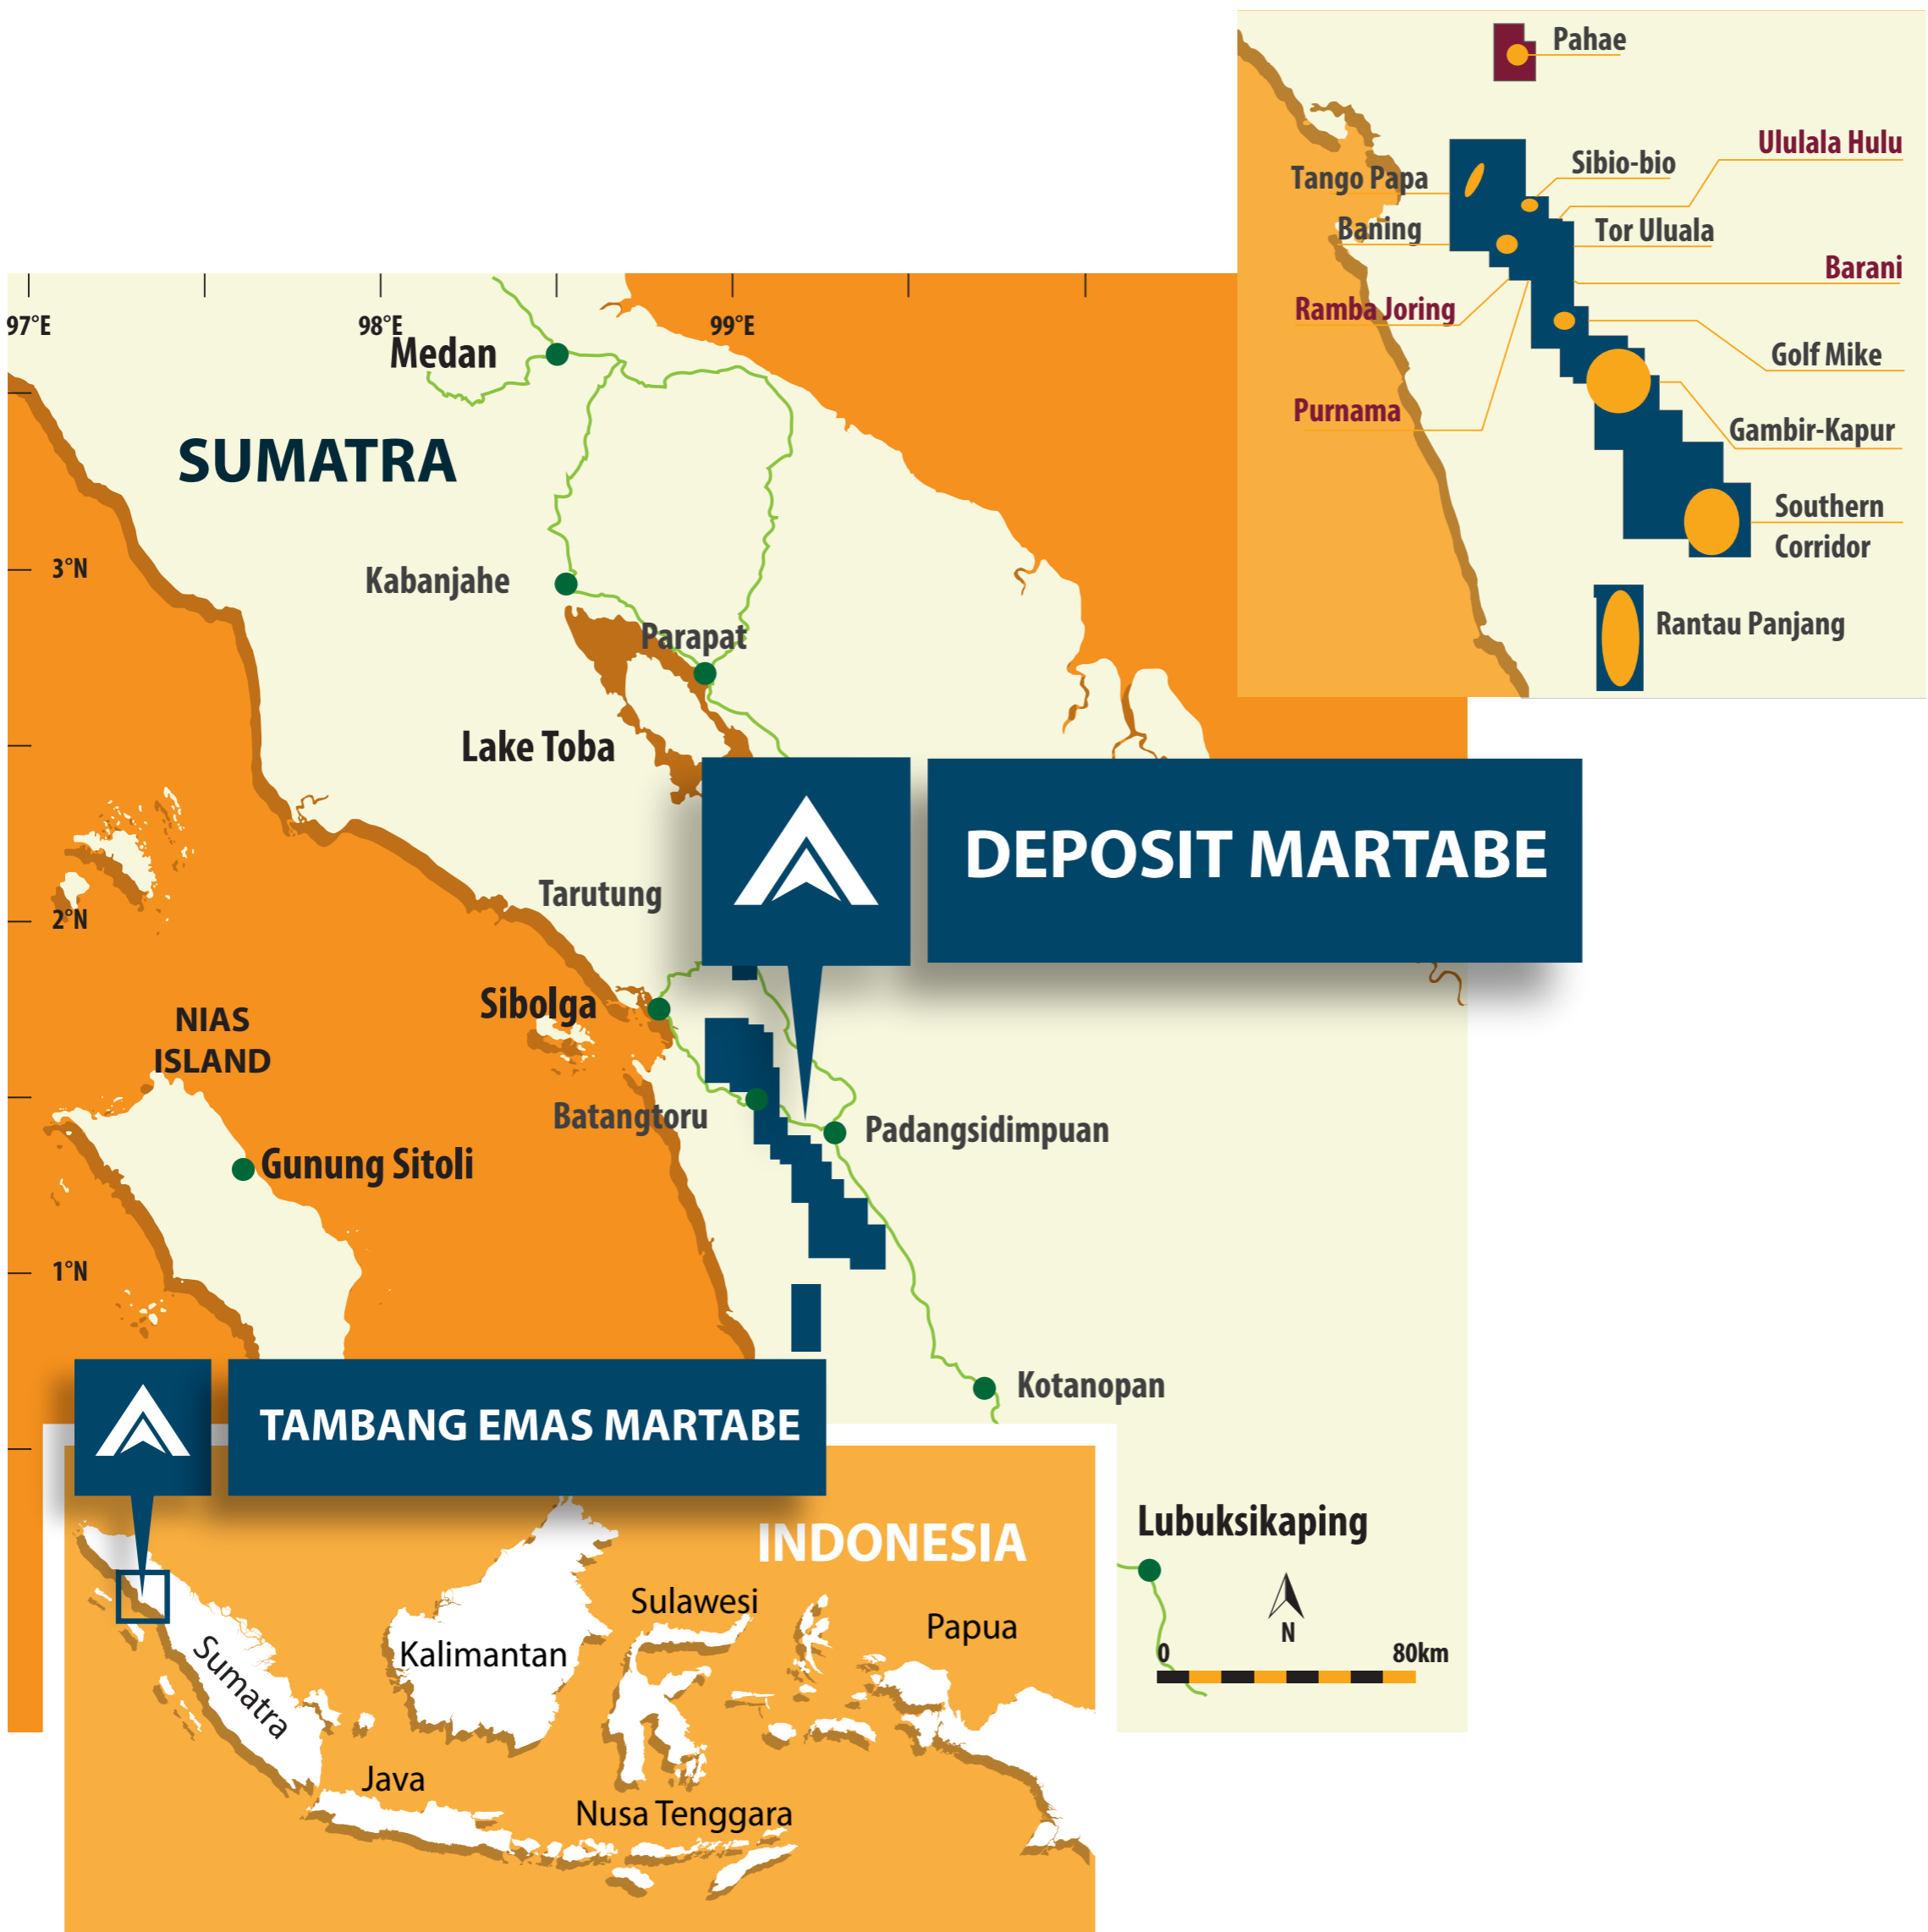 Pahae
Ululala Hulu
Sibio-bio
Tango Papa
Baning
Tor Uluala
Barani
Ramba Joring
Golf Mike
Purnama
Gambir-Kapur
Southern
Corridor
Rantau Panjang
97°E
98°E
99°E
Medan
SUMATRA
3°N
Kabanjahe
Parapat
Lake Toba
DEPOSIT MARTABE
Tarutung
2°N
Sibolga
NIAS
ISLAND
Batangtoru
Padangsidimpuan
Gunung Sitoli
1°N
Kotanopan
TAMBANG EMAS MARTABE
Lubuksikaping
INDONESIA
Sulawesi
Papua
Kalimantan
Sumatra
N
0
80km
Java
Nusa Tenggara